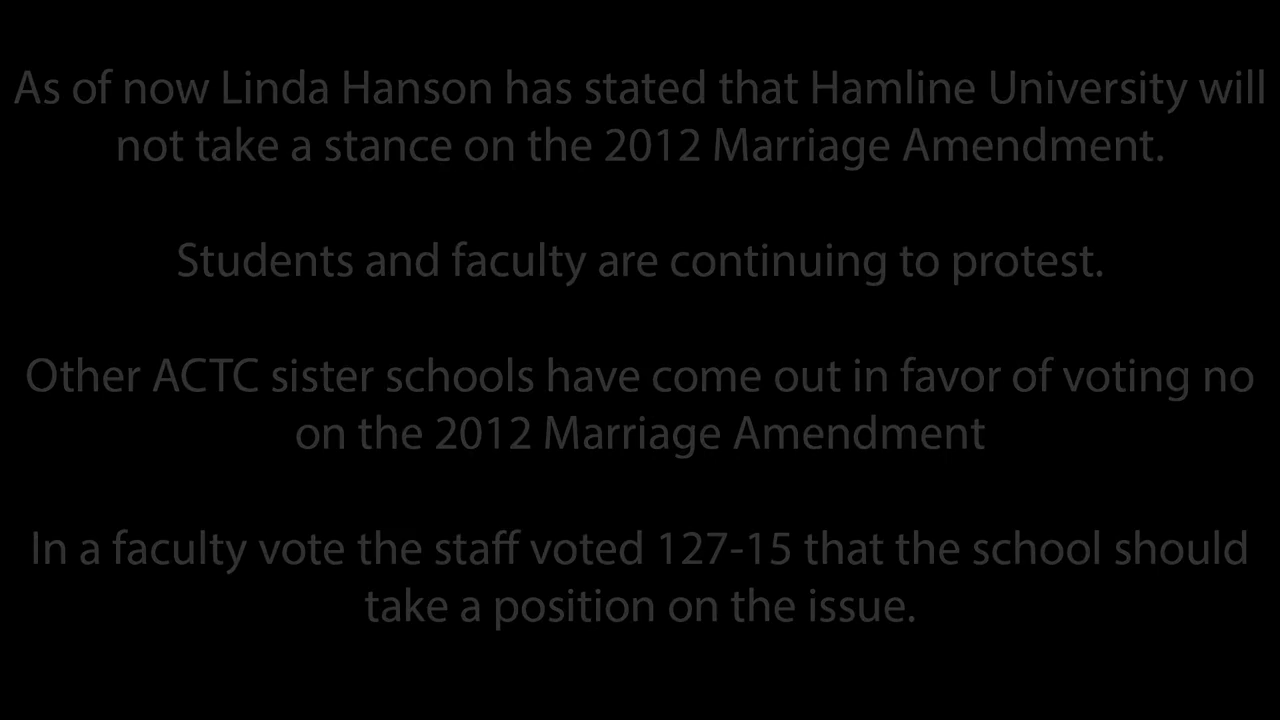 As of now Linda Hanson has stated that Hamline University will
not take a stance on the 2012 Marriage Amendment.
Students and faculty are continuing to protest.
Other ACTC sister schools have come out in favor of voting no
on the 2012 Marriage Amendment
In a faculty vote the staff voted 127-15 that the school should
take a position on the issue.